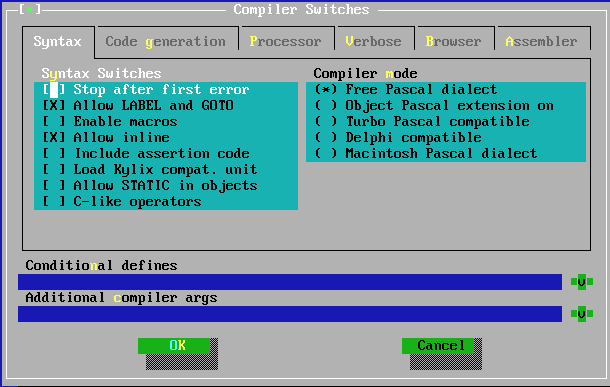 [■] Compiler Switches
Syntax Code generation Processor Verbose Browser Assembler
Syntax Switches
[ ] Stop after first error
[X] Allow LABEL and GOTO
[ ] Enable macros
[X] Allow inline
[ ] Include assertion code
[ ] Load Kylix compat. unit
[ ] Allow STATIC in objects
[ ] C-like operators
Compiler mode
(•) Free Pascal dialect
( ) Object Pascal extension on
( ) Turbo Pascal compatible
( ) Delphi compatible
( ) Macintosh Pascal dialect
Conditional defines
Additional compiler args
OK Cancel